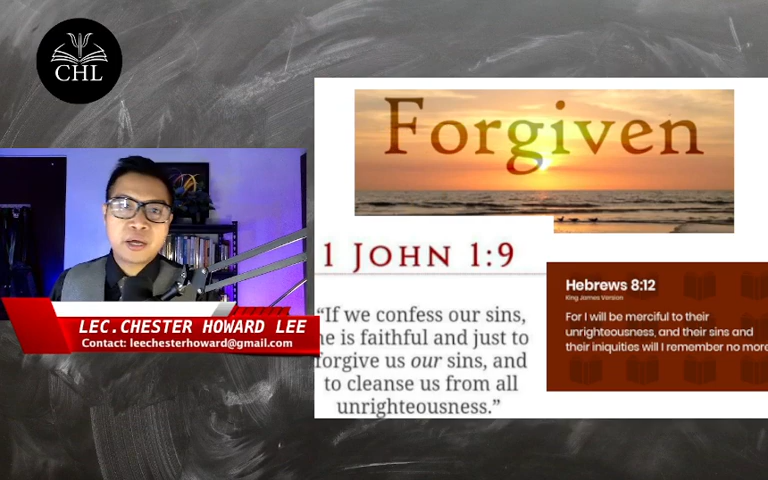 CHL
LEC.CHESTER HOWARD LEE
Contact: leechesterhoward@gmail.com
Forgiven
1 JOHN 1:9
“If we confess our sins,
he is faithful and just to
forgive us our sins, and
to cleanse us from all
unrighteousness.”
Hebrews 8:12
King James Version
For I will be merciful to their
unrighteousness, and their sins and
their iniquities will I remember no more